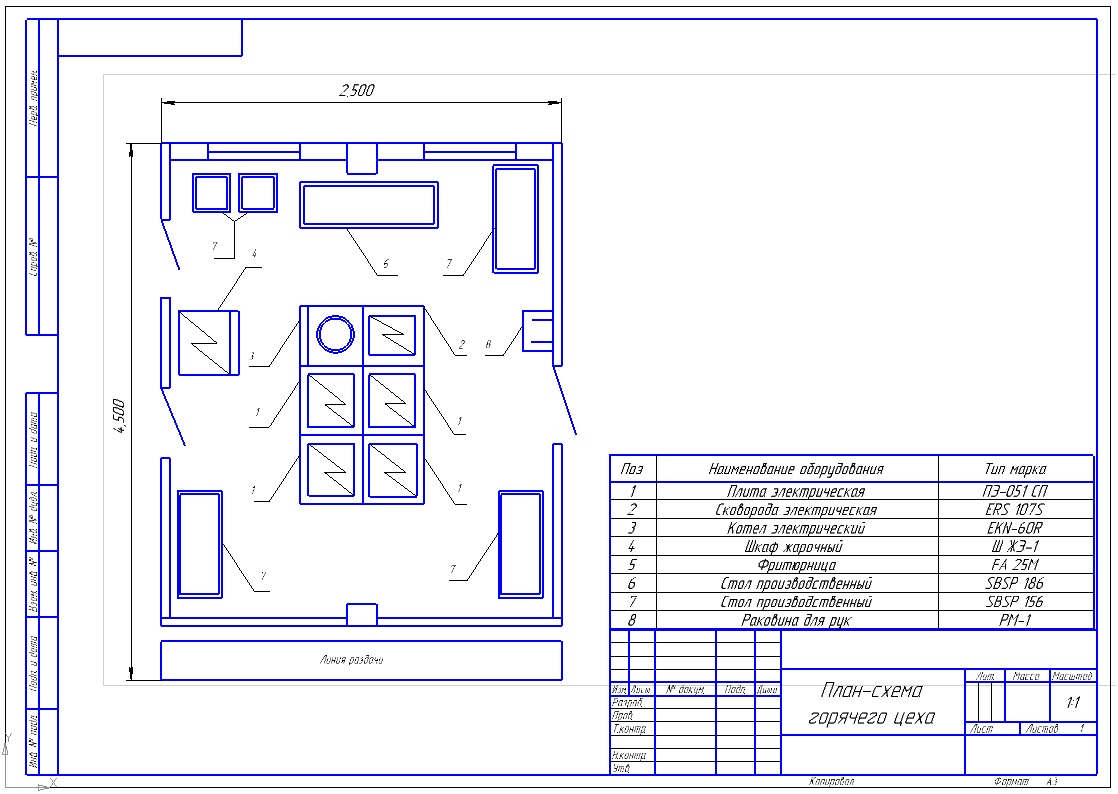 Перв. примен.
Справ. №
Подп. и дата
Инв. № дубл.
Взам. инв. №
Подп. и дата
Инв. № подл.
2,500
4,500
7
4
6
7
3
2
8
1
1
1
1
7
7
Линия раздачи
Поз Наименование оборудования Тип марка
1 Плита электрическая ПЭ-051 СП
2 Сковорода электрическая ERS 107S
3 Котел электрический EKN-60R
4 Шкаф жарочный Ш ЖЭ-1
5 Фритюрница FA 25M
6 Стол производственный SBSP 186
7 Стол производственный SBSP 156
8 Раковина для рук РМ-1
Изм. Лист № докум. Подп. Дата
Разраб.
Пров.
Т.контр.
Н.контр.
Утв.
План-схема
горячего цеха
Лит. Масса Масштаб
1:1
Лист Листов 1
Копировал Формат А3
Y
X